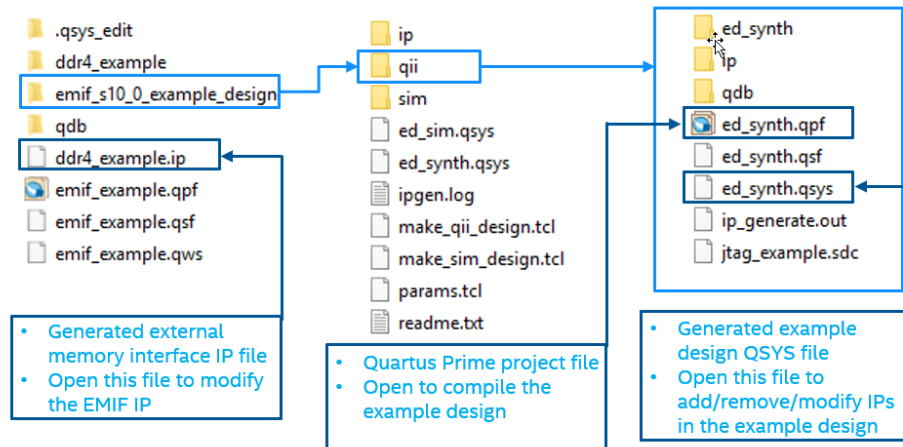 .qsys_edit
ddr4_example
emif_s10_0_example_design
qdb
ddr4_example.ip
emif_example.qpf
emif_example.qsf
emif_example.qws
ip
qii
sim
ed_sim.qsys
ed_synth.qsys
ipgen.log
make_qii_design.tcl
make_sim_design.tcl
params.tcl
readme.txt
ed_synth
ip
qdb
ed_synth.qpf
ed_synth.qsf
ed_synth.qsys
ip_generate.out
jtag_example.sdc
• Generated external
memory interface IP file
• Open this file to modify
the EMIF IP
• Quartus Prime project file
• Open to compile the
example design
• Generated example
design QSYS file
• Open this file to
add/remove/modify IPs
in the example design